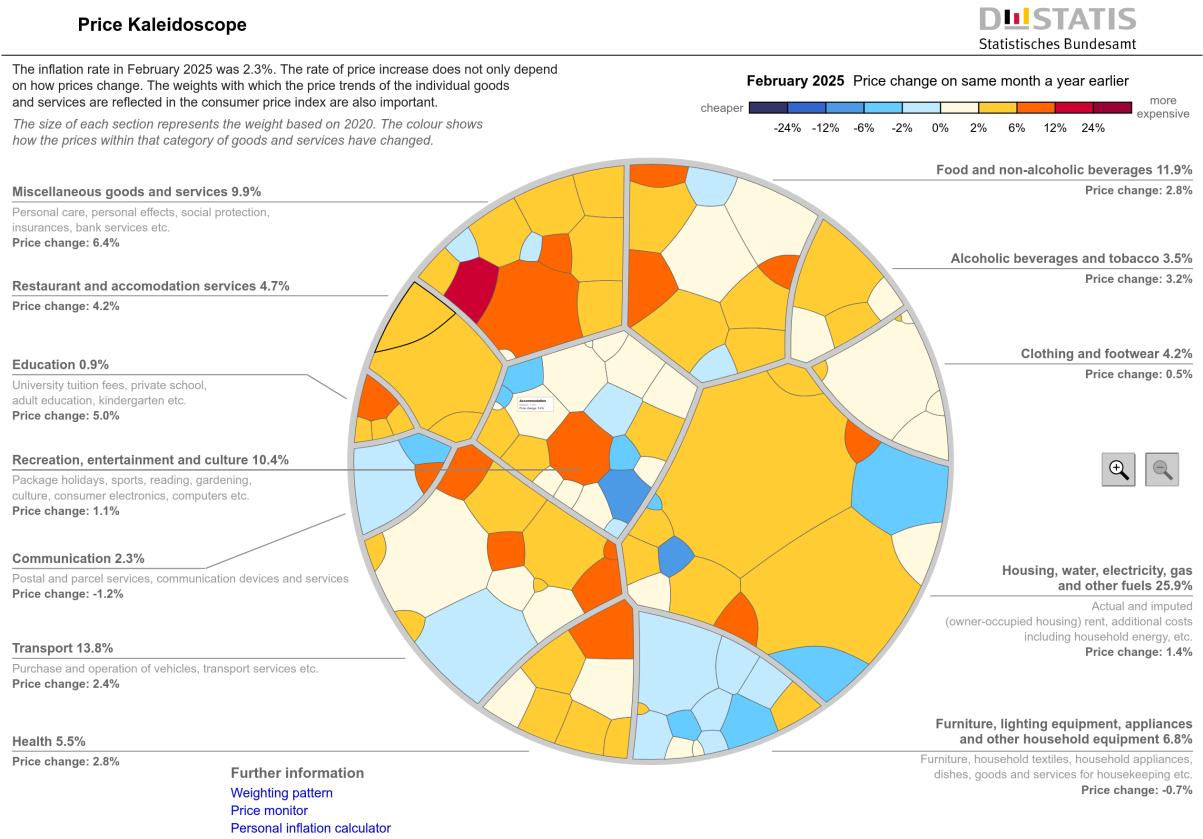 Price Kaleidoscope
DESTATIS
Statistisches Bundesamt
The inflation rate in February 2025 was 2.3%. The rate of price increase does not only depend
on how prices change. The weights with which the price trends of the individual goods
and services are reflected in the consumer price index are also important.
The size of each section represents the weight based on 2020. The colour shows
how the prices within that category of goods and services have changed.
February 2025 Price change on same month a year earlier
cheaper
more
expensive
-24% -12% -6% -2% 0% 2% 6% 12% 24%
Miscellaneous goods and services 9.9%
Personal care, personal effects, social protection,
insurances, bank services etc.
Price change: 6.4%
Restaurant and accomodation services 4.7%
Price change: 4.2%
Education 0.9%
University tuition fees, private school,
adult education, kindergarten etc.
Price change: 5.0%
Recreation, entertainment and culture 10.4%
Package holidays, sports, reading, gardening,
culture, consumer electronics, computers etc.
Price change: 1.1%
Communication 2.3%
Postal and parcel services, communication devices and services
Price change: -1.2%
Transport 13.8%
Purchase and operation of vehicles, transport services etc.
Price change: 2.4%
Health 5.5%
Price change: 2.8%
Accommodation
Food and non-alcoholic beverages 11.9%
Price change: 2.8%
Alcoholic beverages and tobacco 3.5%
Price change: 3.2%
Clothing and footwear 4.2%
Price change: 0.5%
Housing, water, electricity, gas
and other fuels 25.9%
Actual and imputed
(owner-occupied housing) rent, additional costs
including household energy, etc.
Price change: 1.4%
Furniture, lighting equipment, appliances
and other household equipment 6.8%
Furniture, household textiles, household appliances,
dishes, goods and services for housekeeping etc.
Price change: -0.7%
Further information
Weighting pattern
Price monitor
Personal inflation calculator